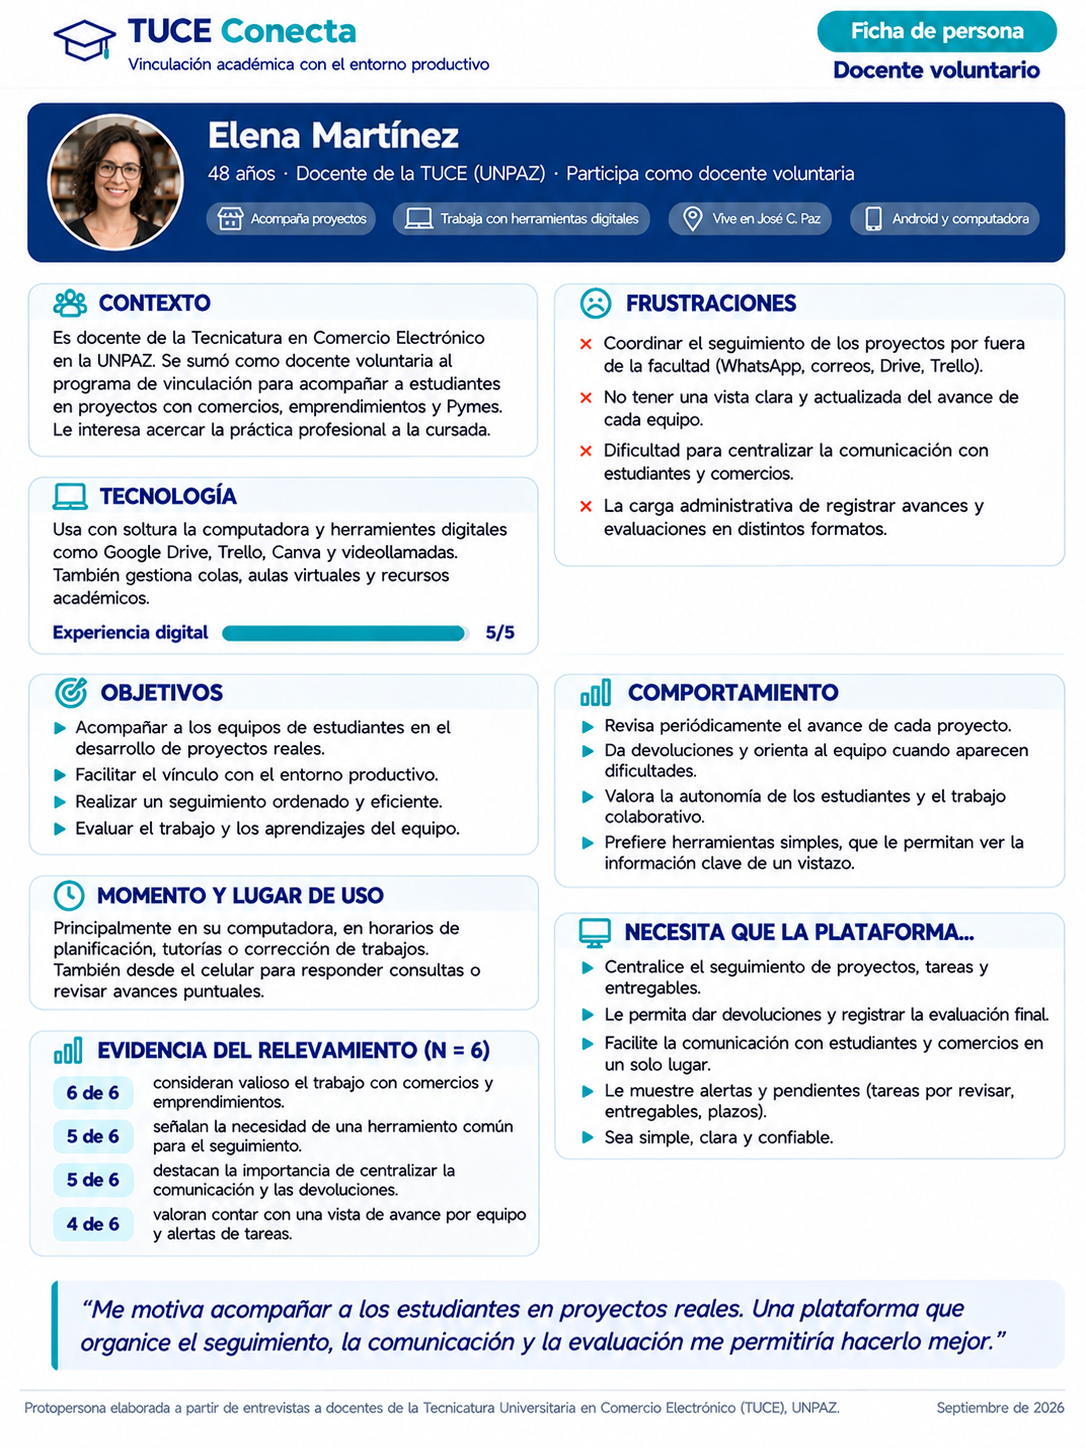 TUCE Conecta
Vinculación académica con el entorno productivo
Ficha de persona
Docente voluntario
Elena Martínez
48 años · Docente de la TUCE (UNPAZ) · Participa como docente voluntaria
Acompaña proyectos
Trabaja con herramientas digitales
Vive en José C. Paz
Android y computadora
CONTEXTO
Es docente de la Tecnicatura en Comercio Electrónico
en la UNPAZ. Se sumó como docente voluntaria al
programa de vinculación para acompañar a estudiantes
en proyectos con comercios, emprendimientos y Pymes.
Le interesa acercar la práctica profesional a la cursada.
TECNOLOGÍA
Usa con soltura la computadora y herramientes digitales
como Google Drive, Trello, Canva y videollamadas.
También gestiona colas, aulas virtuales y recursos
académicos.
Experiencia digital 5/5
OBJETIVOS
Acompañar a los equipos de estudiantes en el
desarrollo de proyectos reales.
Facilitar el vínculo con el entorno productivo.
Realizar un seguimiento ordenado y eficiente.
Evaluar el trabajo y los aprendizajes del equipo.
MOMENTO Y LUGAR DE USO
Principalmente en su computadora, en horarios de
planificación, tutorías o corrección de trabajos.
También desde el celular para responder consultas o
revisar avances puntuales.
EVIDENCIA DEL RELEVAMIENTO (N = 6)
6 de 6 consideran valioso el trabajo con comercios y
emprendimientos.
5 de 6 señalan la necesidad de una herramiento común
para el seguimiento.
5 de 6 destacan la importancia de centralizar la
comunicación y las devoluciones.
4 de 6 valoran contar con una vista de avance por equipo
y alertas de tareas.
FRUSTRACIONES
Coordinar el seguimiento de los proyectos por fuera
de la facultad (WhatsApp, correos, Drive, Trello).
No tener una vista clara y actualizada del avance de
cada equipo.
Dificultad para centralizar la comunicación con
estudiantes y comercios.
La carga administrativa de registrar avances y
evaluaciones en distintos formatos.
COMPORTAMIENTO
Revisa periódicamente el avance de cada proyecto.
Da devoluciones y orienta al equipo cuando aparecen
dificultades.
Valora la autonomía de los estudiantes y el trabajo
colaborativo.
Prefiere herramientas simples, que le permitan ver la
información clave de un vistazo.
NECESITA QUE LA PLATAFORMA...
Centralice el seguimiento de proyectos, tareas y
entregables.
Le permita dar devoluciones y registrar la evaluación final.
Facilite la comunicación con estudiantes y comercios en
un solo lugar.
Le muestre alertas y pendientes (tareas por revisar,
entregables, plazos).
Sea simple, clara y confiable.
“Me motiva acompañar a los estudiantes en proyectos reales. Una plataforma que
organice el seguimiento, la comunicación y la evaluación me permitiría hacerlo mejor.”
Protopersona elaborada a partir de entrevistas a docentes de la Tecnicatura Universitaria en Comercio Electrónico (TUCE), UNPAZ.
Septiembre de 2026